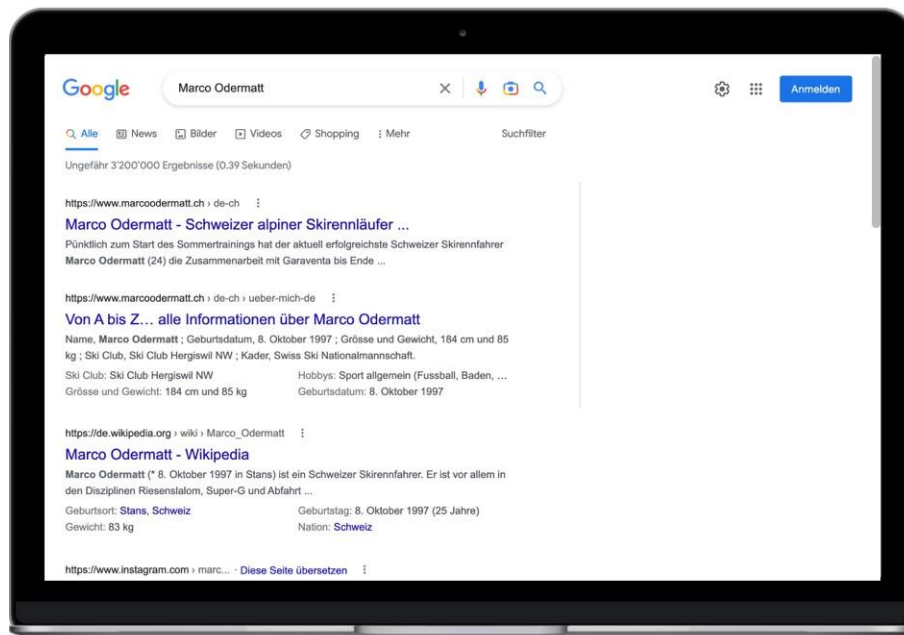 Google Marco Odermatt Anmelden
Alle News Bilder Videos Shopping Mehr Suchfilter
Ungefähr 3'200'000 Ergebnisse (0.39 Sekunden)
https://www.marcoodermatt.ch › de-ch
Marco Odermatt - Schweizer alpiner Skirennläufer ...
Pünktlich zum Start des Sommertrainings hat der aktuell erfolgreichste Schweizer Skirennfahrer
Marco Odermatt (24) die Zusammenarbeit mit Garaventa bis Ende ...
https://www.marcoodermatt.ch › de-ch › ueber-mich-de
Von A bis Z… alle Informationen über Marco Odermatt
Name, Marco Odermatt ; Geburtsdatum, 8. Oktober 1997 ; Grösse und Gewicht, 184 cm und 85
kg ; Ski Club, Ski Club Hergiswil NW ; Kader, Swiss Ski Nationalmannschaft.
Ski Club: Ski Club Hergiswil NW Hobbys: Sport allgemein (Fussball, Baden, ...
Grösse und Gewicht: 184 cm und 85 kg Geburtsdatum: 8. Oktober 1997
https://de.wikipedia.org › wiki › Marco_Odermatt
Marco Odermatt - Wikipedia
Marco Odermatt (* 8. Oktober 1997 in Stans) ist ein Schweizer Skirennfahrer. Er ist vor allem in
den Disziplinen Riesenslalom, Super-G und Abfahrt ...
Geburtsort: Stans, Schweiz Geburtstag: 8. Oktober 1997 (25 Jahre)
Gewicht: 83 kg Nation: Schweiz
https://www.instagram.com › marc... · Diese Seite übersetzen